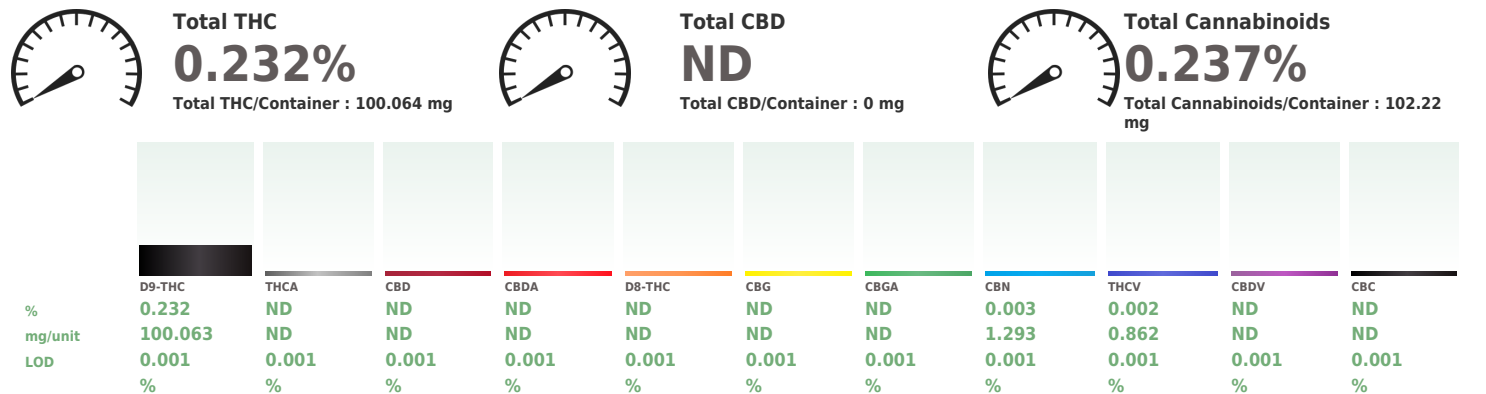 Total THC
0.232%
Total THC/Container : 100.064 mg
Total CBD
ND
Total CBD/Container : 0 mg
Total Cannabinoids
0.237%
Total Cannabinoids/Container : 102.22
mg
D9-THC THCA CBD CBDA D8-THC CBG CBGA CBN THCV CBDV CBC
% 0.232 ND ND ND ND ND ND 0.003 0.002 ND ND
mg/unit 100.063 ND ND ND ND ND ND 1.293 0.862 ND ND
LOD 0.001 0.001 0.001 0.001 0.001 0.001 0.001 0.001 0.001 0.001 0.001
% % % % % % % % % % %